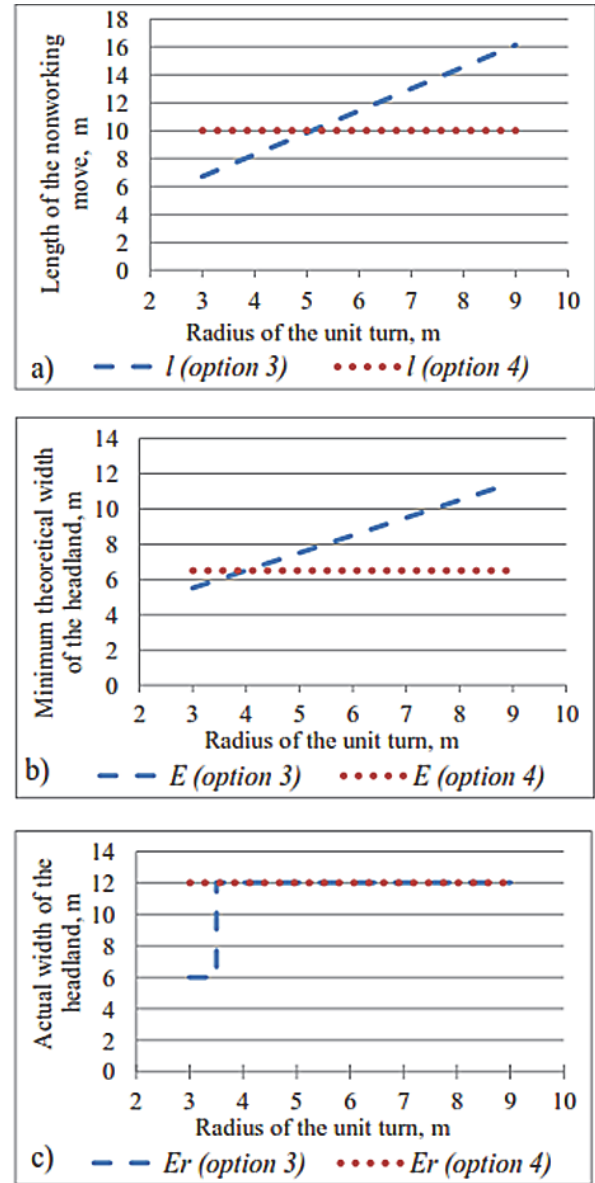 Length of the nonworking
move, m
18
16
14
12
10
8
6
4
2
0
2 3 4 5 6 7 8 9 10
Radius of the unit turn, m
a) l (option 3) l (option 4)
Minimum theoretical width
of the headland, m
14
12
10
8
6
4
2
0
2 3 4 5 6 7 8 9 10
Radius of the unit turn, m
b) E (option 3) E (option 4)
Actual width of the
headland, m
14
12
10
8
6
4
2
0
2 3 4 5 6 7 8 9 10
Radius of the unit turn, m
c) Er (option 3) Er (option 4)